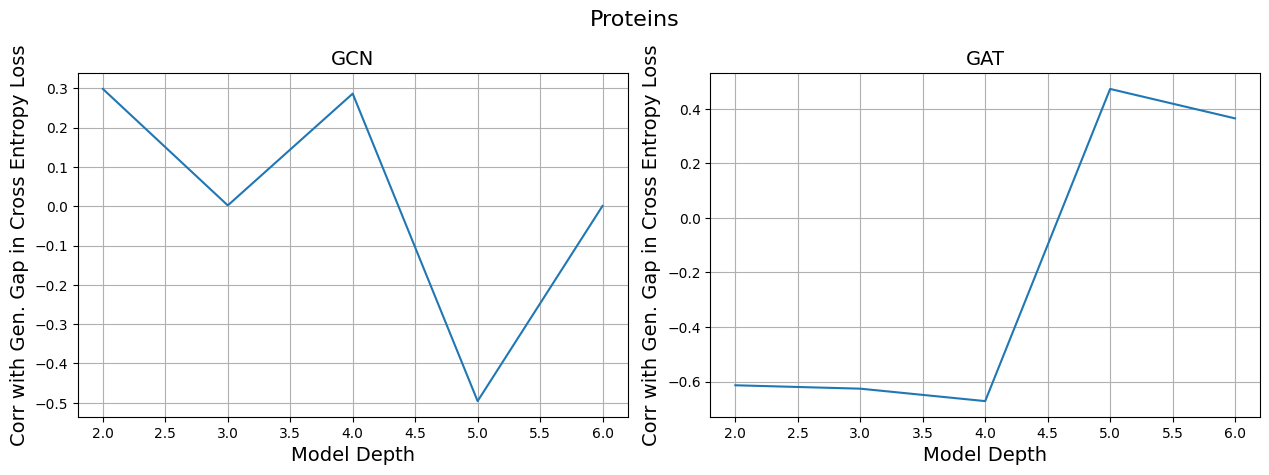 Proteins
GCN
Corr with Gen. Gap in Cross Entropy Loss
0.3
0.2
0.1
0.0
−0.1
−0.2
−0.3
−0.4
−0.5
2.0 2.5 3.0 3.5 4.0 4.5 5.0 5.5 6.0
Model Depth
GAT
Corr with Gen. Gap in Cross Entropy Loss
0.4
0.2
0.0
−0.2
−0.4
−0.6
2.0 2.5 3.0 3.5 4.0 4.5 5.0 5.5 6.0
Model Depth